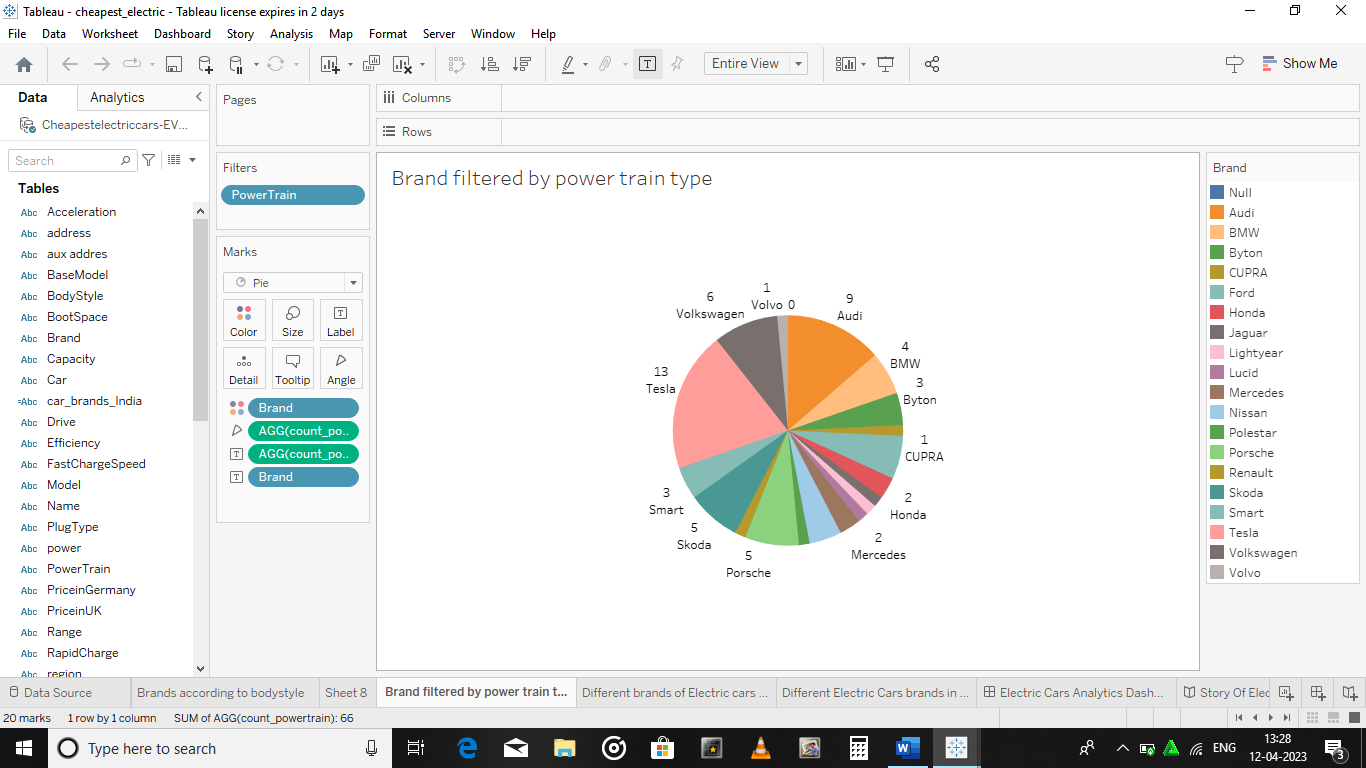 Tableau - cheapest_electric - Tableau license expires in 2 days
File Data Worksheet Dashboard Story Analysis Map Format Server Window Help
Entire View
Show Me
Data Analytics
Cheapestelectriccars-EV...
Search
Tables
Abc Acceleration
Abc address
Abc aux addres
Abc BaseModel
Abc BodyStyle
Abc BootSpace
Abc Brand
Abc Capacity
Abc Car
=Abc car_brands_India
Abc Drive
Abc Efficiency
Abc FastChargeSpeed
Abc Model
Abc Name
Abc PlugType
Abc power
Abc PowerTrain
Abc PriceinGermany
Abc PriceinUK
Abc Range
Abc RapidCharge
Abc region
Pages
Filters
PowerTrain
Marks
Pie
Color Size Label
Detail Tooltip Angle
Brand
AGG(count_po..
AGG(count_po..
Brand
Columns
Rows
Brand filtered by power train type
9
Audi
4
BMW
3
Byton
1
CUPRA
2
Honda
2
Mercedes
5
Porsche
5
Skoda
3
Smart
13
Tesla
6
Volkswagen
1
Volvo
0
Brand
Null
Audi
BMW
Byton
CUPRA
Ford
Honda
Jaguar
Lightyear
Lucid
Mercedes
Nissan
Polestar
Porsche
Renault
Skoda
Smart
Tesla
Volkswagen
Volvo
Data Source Brands according to bodystyle Sheet 8 Brand filtered by power train t... Different brands of Electric cars ... Different Electric Cars brands in ... Electric Cars Analytics Dash... Story Of Elec
20 marks 1 row by 1 column SUM of AGG(count_powertrain): 66
Type here to search
ENG
13:28
12-04-2023
3